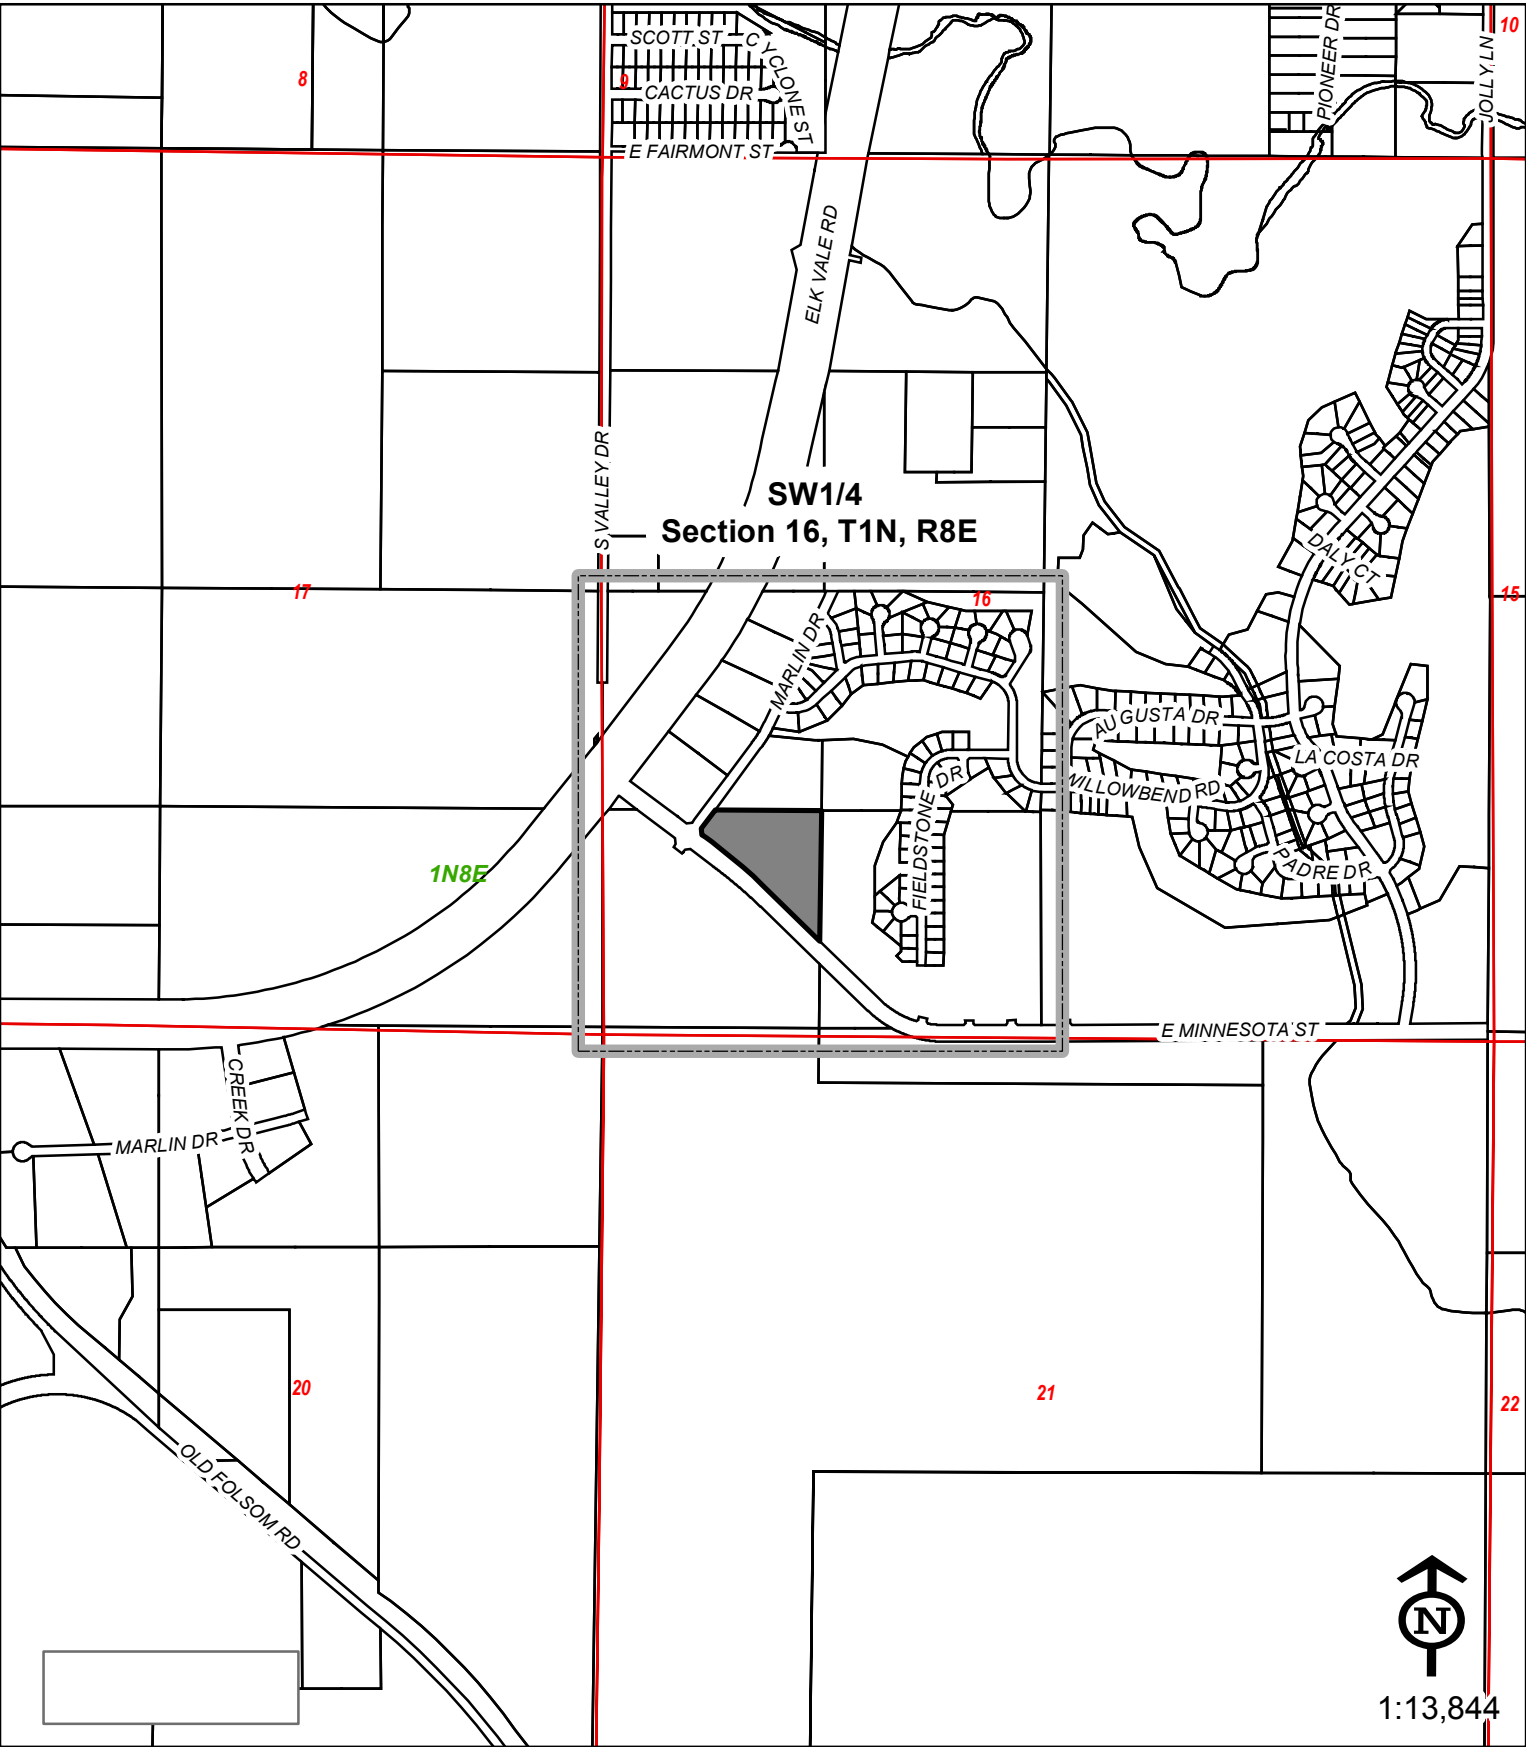 10
SCOTT ST
CYCLONE ST
PIONEER DR
JOLLY LN
8
9
CACTUS DR
E FAIRMONT ST
ELK VALE RD
S VALLEY DR
SW1/4
Section 16, T1N, R8E
DALY CT
17
16
15
MARLIN DR
AUGUSTA DR
LA COSTA DR
WILLOWBEND RD
FIELDSTONE DR
PADRE DR
1N8E
E MINNESOTA ST
CREEK DR
MARLIN DR
20
21
22
OLD FOLSOM RD
N
1:13,844